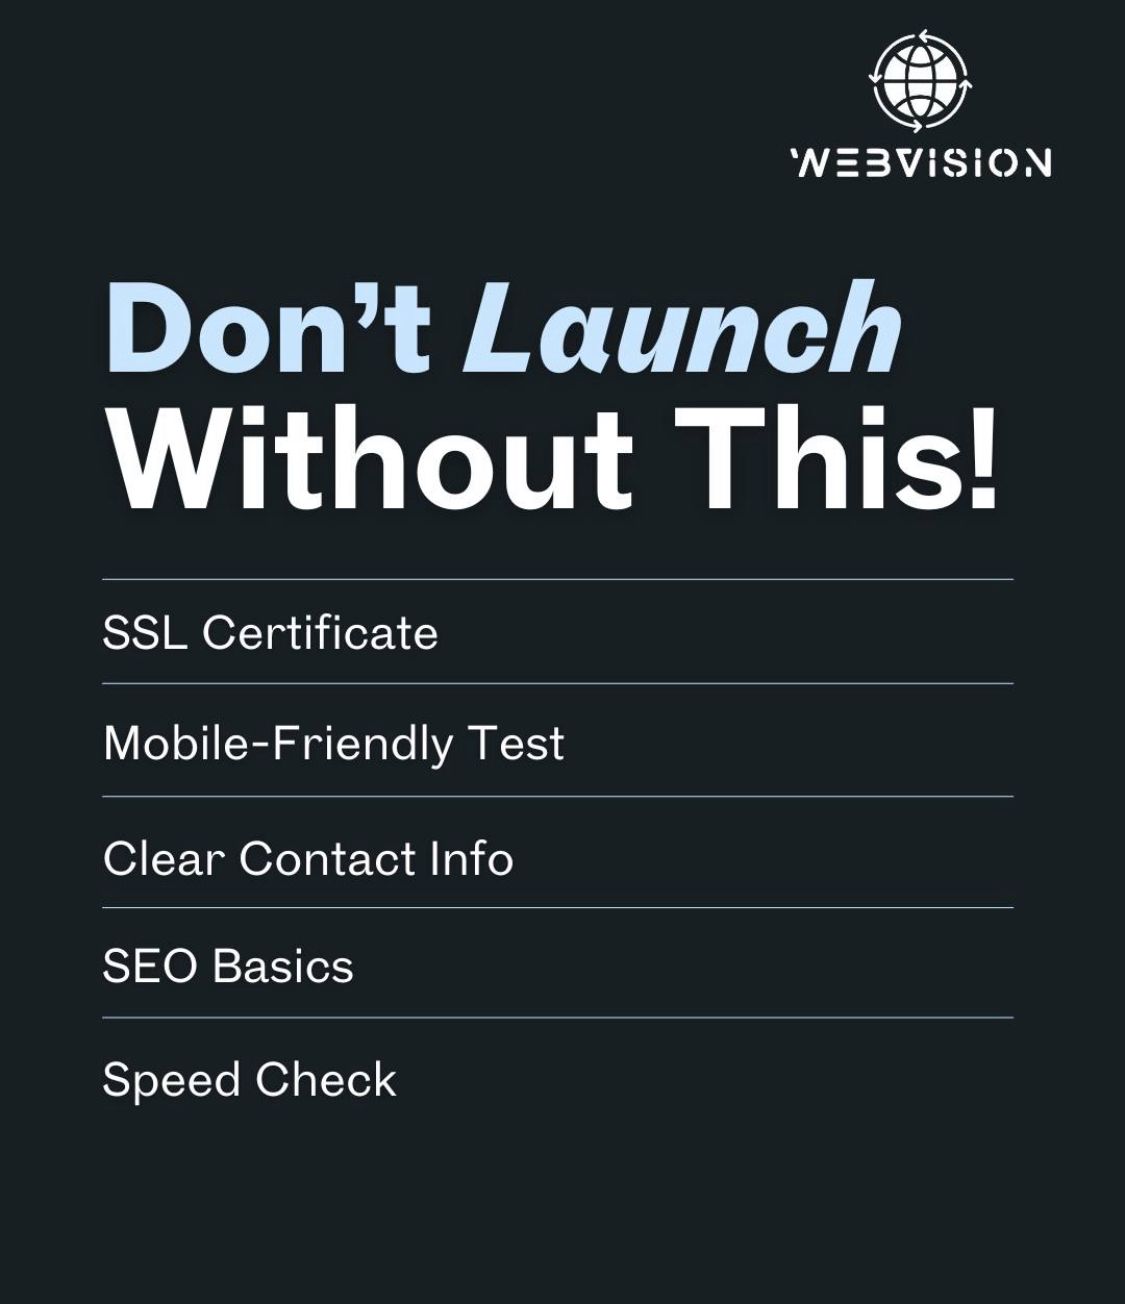 WEBVISION
Don’t Launch
Without This!
SSL Certificate
Mobile-Friendly Test
Clear Contact Info
SEO Basics
Speed Check